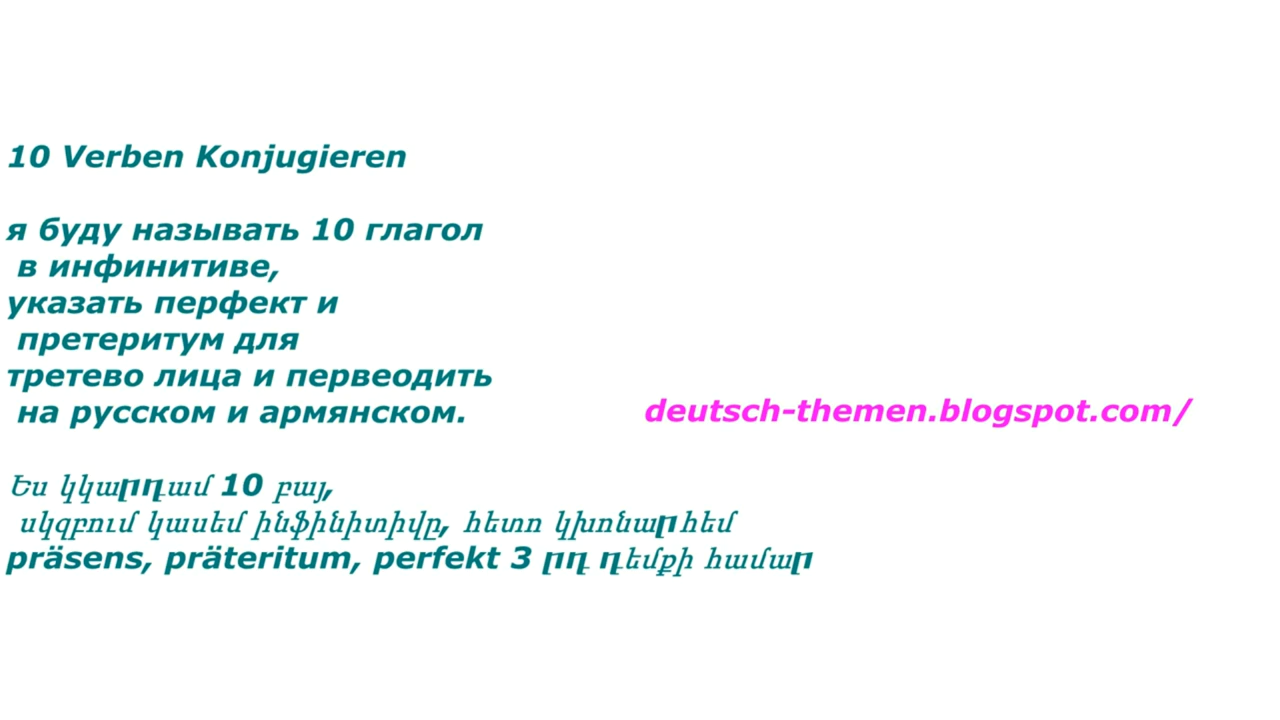 10 Verben Konjugieren
я буду называть 10 глагол
в инфинитиве,
указать перфект и
претеритум для
третево лица и первеодить
на русском и армянском.
deutsch-themen.blogspot.com/
Ես կկարդամ 10 բայ,
սկզբում կասեմ ինֆինիտիվը, հետո կխոնարհեմ
präsens, präteritum, perfekt 3 րդ դեմքի համար